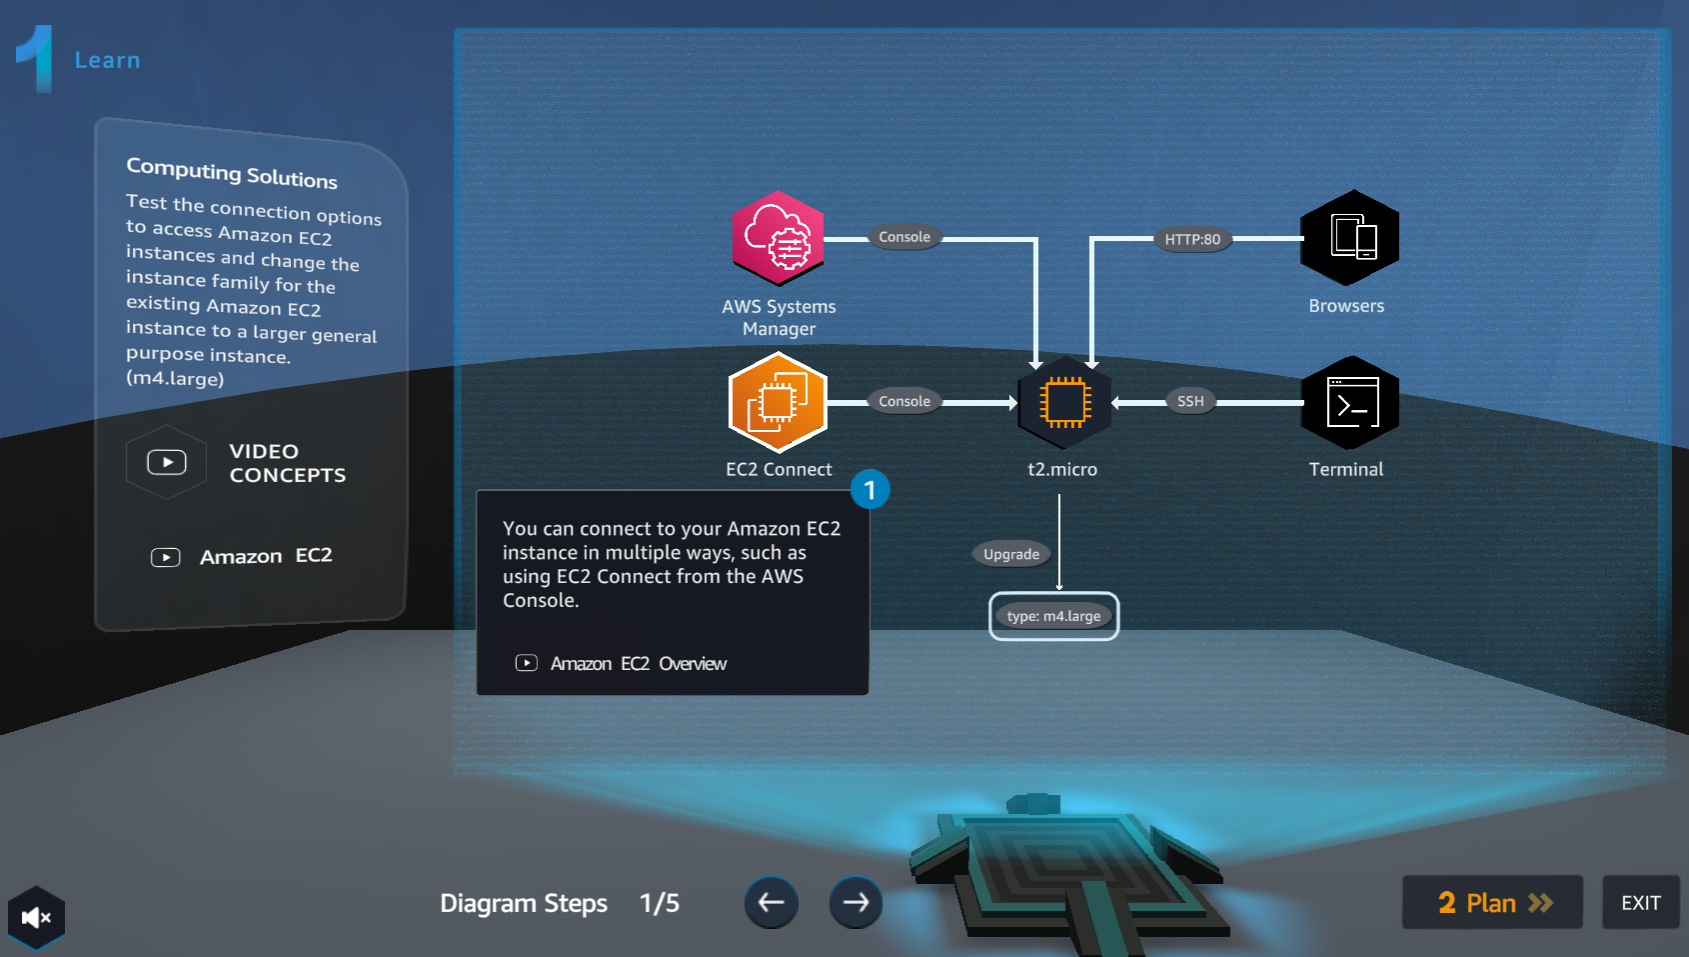 1 Learn
Computing Solutions
Test the connection options
to access Amazon EC2
instances and change the
instance family for the
existing Amazon EC2
instance to a larger general
purpose instance.
(m4.large)
VIDEO
CONCEPTS
Amazon EC2
Console
AWS Systems
Manager
HTTP:80
Browsers
Console
EC2 Connect
t2.micro
SSH
Terminal
1
You can connect to your Amazon EC2
instance in multiple ways, such as
using EC2 Connect from the AWS
Console.
Amazon EC2 Overview
Upgrade
type: m4.large
Diagram Steps 1/5
2 Plan
EXIT